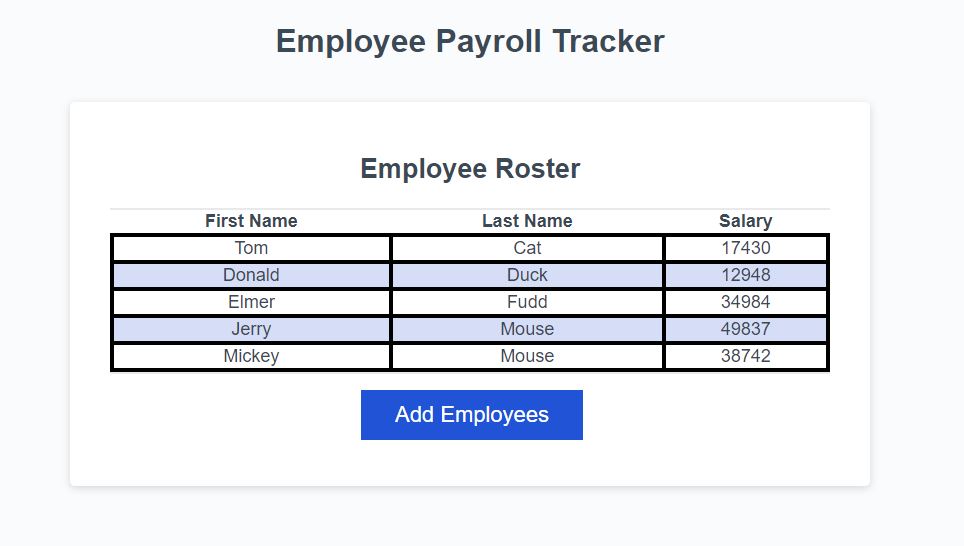 Employee Payroll Tracker
Employee Roster
First Name Last Name Salary
Tom Cat 17430
Donald Duck 12948
Elmer Fudd 34984
Jerry Mouse 49837
Mickey Mouse 38742
Add Employees